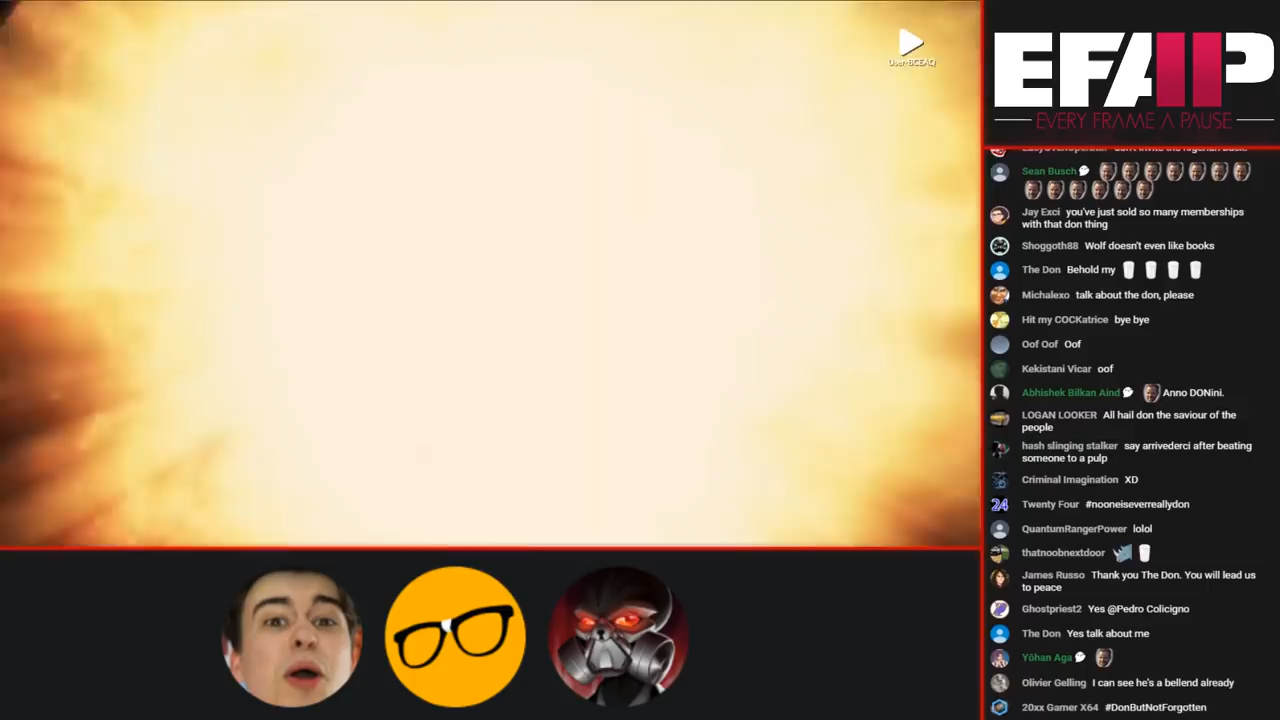 User-BCEAQ
EFAP
EVERY FRAME A PAUSE
Sean Busch
Jay Exci you've just sold so many memberships
with that don thing
Shoggoth88 Wolf doesn't even like books
The Don Behold my
Michalexo talk about the don, please
Hit my COCKatrice bye bye
Oof Oof Oof
Kekistani Vicar oof
Abhishek Bilkan Aind Anno DONini.
LOGAN LOOKER All hail don the saviour of the
people
hash slinging stalker say arrivederci after beating
someone to a pulp
Criminal Imagination XD
24 Twenty Four #nooneiseverreallydon
QuantumRangerPower lolol
thatnoobnextdoor
James Russo Thank you The Don. You will lead us
to peace
Ghostpriest2 Yes @Pedro Colicigno
The Don Yes talk about me
Yôhan Aga
Olivier Gelling I can see he's a bellend already
20xx Gamer X64 #DonButNotForgotten